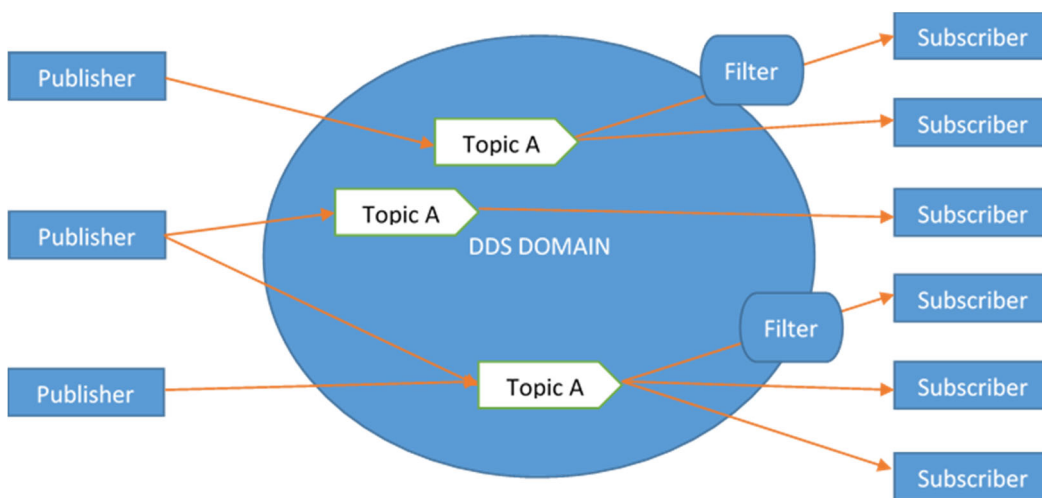 Publisher
Publisher
Publisher
Topic A
Topic A
DDS DOMAIN
Topic A
Filter
Filter
Subscriber
Subscriber
Subscriber
Subscriber
Subscriber
Subscriber